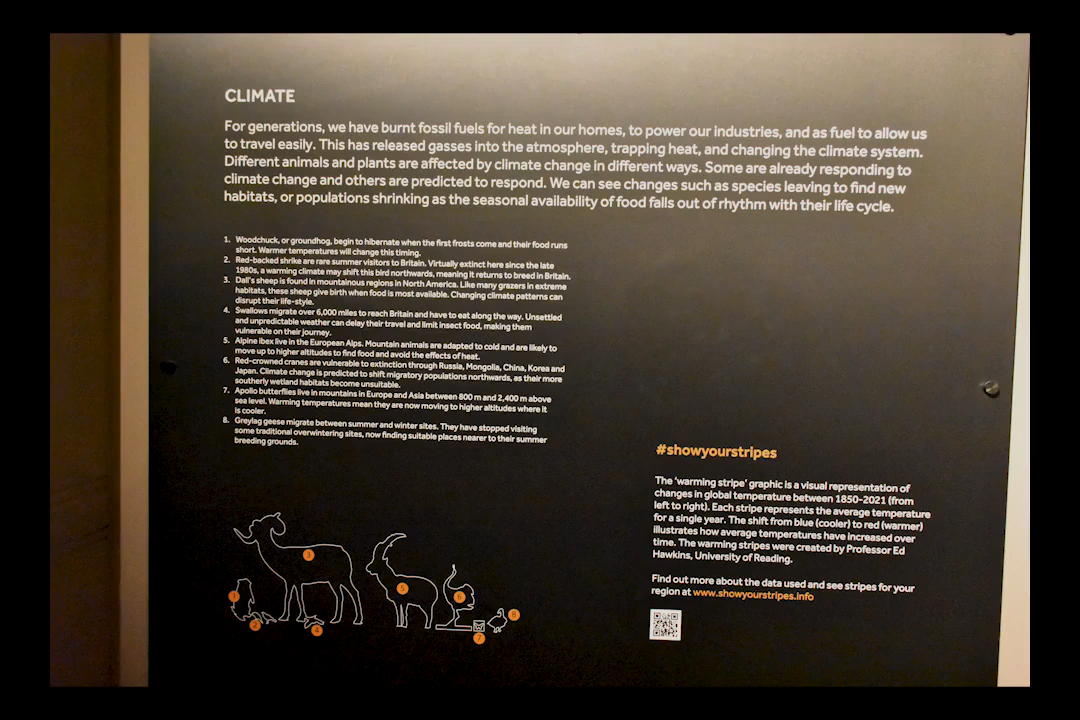 CLIMATE
For generations, we have burnt fossil fuels for heat in our homes, to power our industries, and as fuel to allow us
to travel easily. This has released gasses into the atmosphere, trapping heat, and changing the climate system.
Different animals and plants are affected by climate change in different ways. Some are already responding to
climate change and others are predicted to respond. We can see changes such as species leaving to find new
habitats, or populations shrinking as the seasonal availability of food falls out of rhythm with their life cycle.
1. Woodchuck, or groundhog, begin to hibernate when the first frosts come and their food runs
short. Warmer temperatures will change this timing.
2. Red-backed shrike are rare summer visitors to Britain. Virtually extinct here since the late
1980s, a warming climate may shift this bird northwards, meaning it returns to breed in Britain.
3. Dall's sheep is found in mountainous regions in North America. Like many grazers in extreme
habitats, these sheep give birth when food is most available. Changing climate patterns can
disrupt their life-style.
4. Swallows migrate over 6,000 miles to reach Britain and have to eat along the way. Unsettled
and unpredictable weather can delay their travel and limit insect food, making them
vulnerable on their journey.
5. Alpine ibex live in the European Alps. Mountain animals are adapted to cold and are likely to
move up to higher altitudes to find food and avoid the effects of heat.
6. Red-crowned cranes are vulnerable to extinction through Russia, Mongolia, China, Korea and
Japan. Climate change is predicted to shift migratory populations northwards, as their more
southerly wetland habitats become unsuitable.
7. Apollo butterflies live in mountains in Europe and Asia between 800 m and 2,400 m above
sea level. Warming temperatures mean they are now moving to higher altitudes where it
is cooler.
8. Greylag geese migrate between summer and winter sites. They have stopped visiting
some traditional overwintering sites, now finding suitable places nearer to their summer
breeding grounds.
#showyourstripes
The 'warming stripe' graphic is a visual representation of
changes in global temperature between 1850-2021 (from
left to right). Each stripe represents the average temperature
for a single year. The shift from blue (cooler) to red (warmer)
illustrates how average temperatures have increased over
time. The warming stripes were created by Professor Ed
Hawkins, University of Reading.
Find out more about the data used and see stripes for your
region at www.showyourstripes.info
1
2
3
4
5
6
7
8